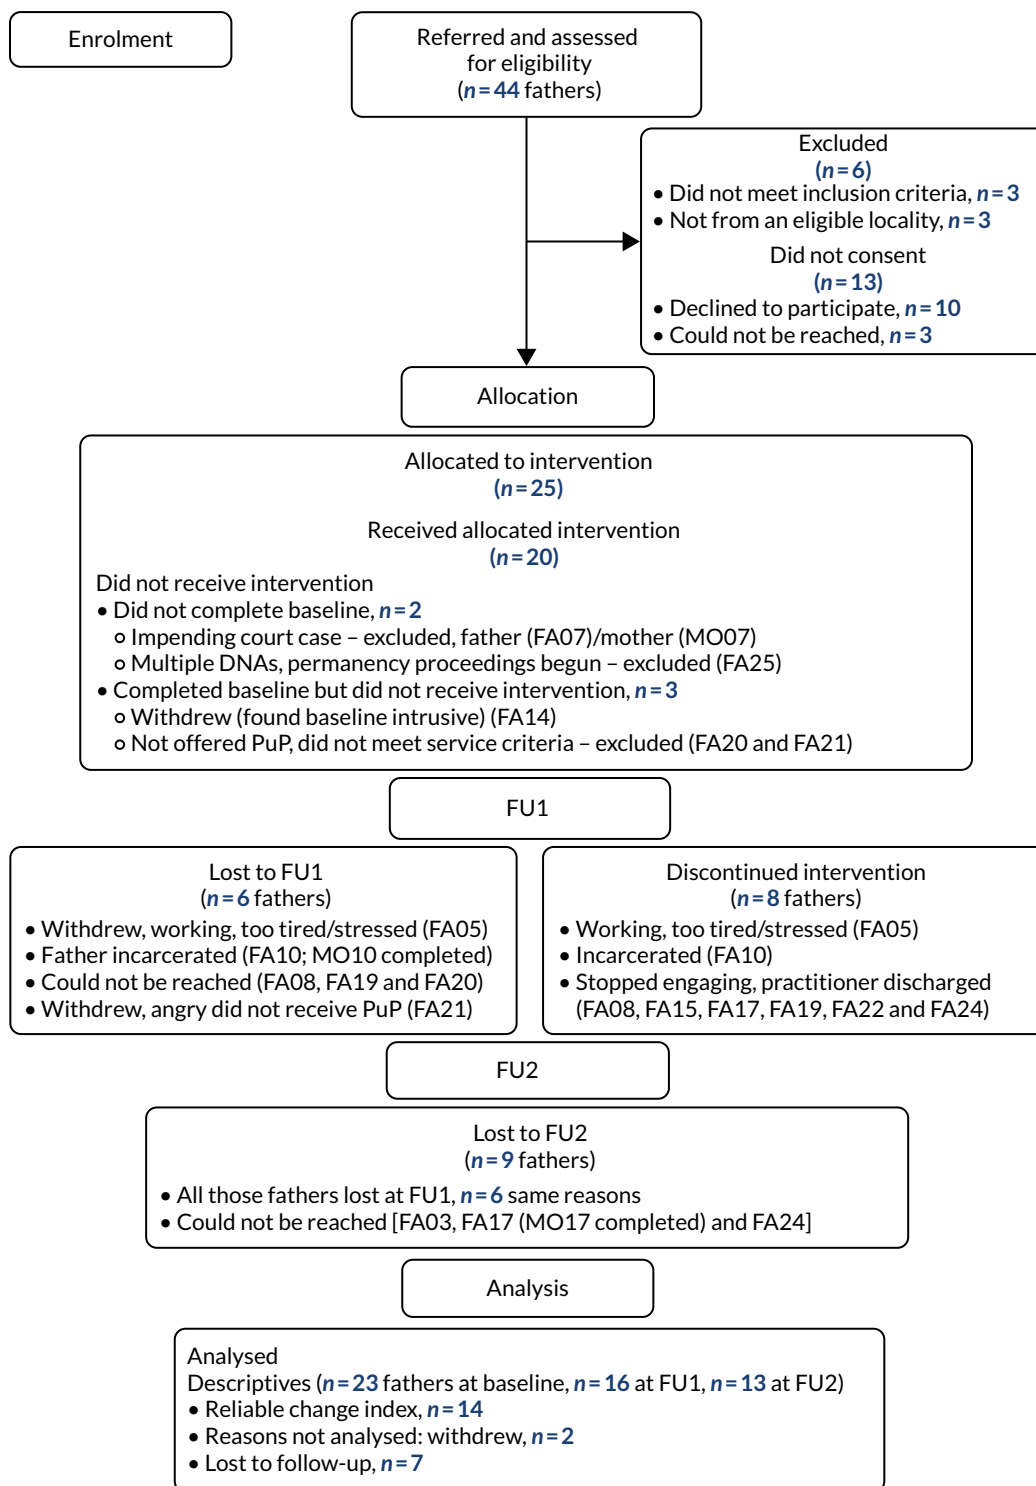 Enrolment
Referred and assessed
for eligibility
(n = 44 fathers)
Excluded
(n = 6)
• Did not meet inclusion criteria, n = 3
• Not from an eligible locality, n = 3
Did not consent
(n = 13)
• Declined to participate, n = 10
• Could not be reached, n = 3
Allocation
Allocated to intervention
(n = 25)
Received allocated intervention
(n = 20)
Did not receive intervention
• Did not complete baseline, n = 2
o Impending court case – excluded, father (FA07)/mother (MO07)
o Multiple DNAs, permanency proceedings begun – excluded (FA25)
• Completed baseline but did not receive intervention, n = 3
o Withdrew (found baseline intrusive) (FA14)
o Not offered PuP, did not meet service criteria – excluded (FA20 and FA21)
FU1
Lost to FU1
(n = 6 fathers)
• Withdrew, working, too tired/stressed (FA05)
• Father incarcerated (FA10; MO10 completed)
• Could not be reached (FA08, FA19 and FA20)
• Withdrew, angry did not receive PuP (FA21)
Discontinued intervention
(n = 8 fathers)
• Working, too tired/stressed (FA05)
• Incarcerated (FA10)
• Stopped engaging, practitioner discharged
(FA08, FA15, FA17, FA19, FA22 and FA24)
FU2
Lost to FU2
(n = 9 fathers)
• All those fathers lost at FU1, n = 6 same reasons
• Could not be reached [FA03, FA17 (MO17 completed) and FA24]
Analysis
Analysed
Descriptives (n = 23 fathers at baseline, n = 16 at FU1, n = 13 at FU2)
• Reliable change index, n = 14
• Reasons not analysed: withdrew, n = 2
• Lost to follow-up, n = 7